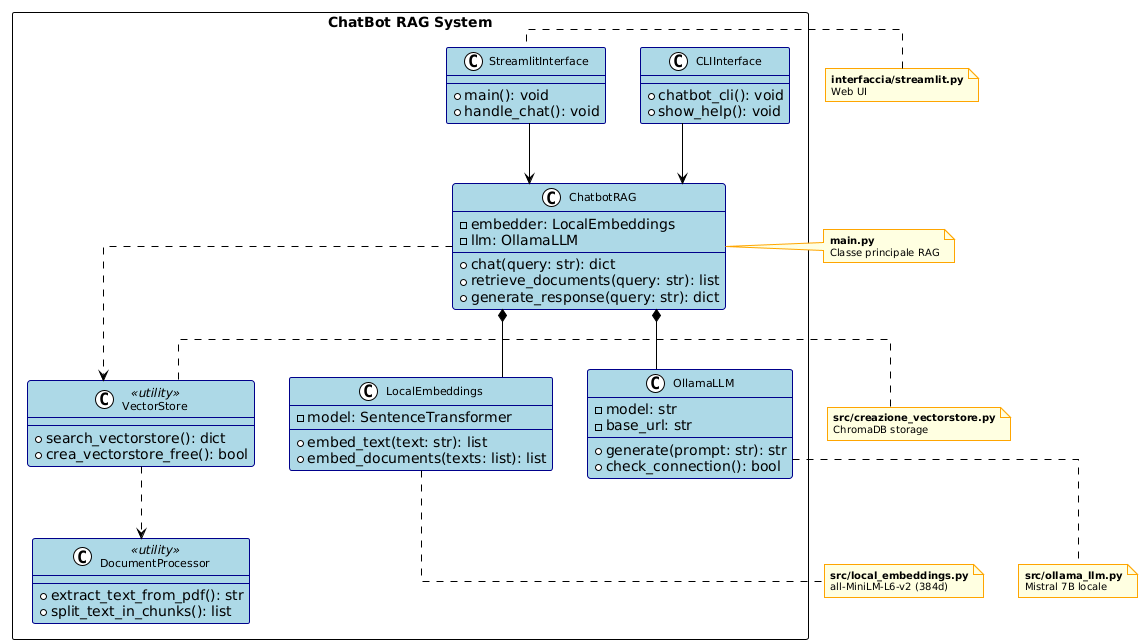 ChatBot RAG System
C StreamlitInterface
main(): void
handle_chat(): void
C CLIInterface
chatbot_cli(): void
show_help(): void
interfaccia/streamlit.py
Web UI
C ChatbotRAG
embedder: LocalEmbeddings
llm: OllamaLLM
chat(query: str): dict
retrieve_documents(query: str): list
generate_response(query: str): dict
main.py
Classe principale RAG
C «utility»
VectorStore
search_vectorstore(): dict
crea_vectorstore_free(): bool
C LocalEmbeddings
model: SentenceTransformer
embed_text(text: str): list
embed_documents(texts: list): list
C OllamaLLM
model: str
base_url: str
generate(prompt: str): str
check_connection(): bool
src/creazione_vectorstore.py
ChromaDB storage
C «utility»
DocumentProcessor
extract_text_from_pdf(): str
split_text_in_chunks(): list
src/local_embeddings.py
all-MiniLM-L6-v2 (384d)
src/ollama_llm.py
Mistral 7B locale